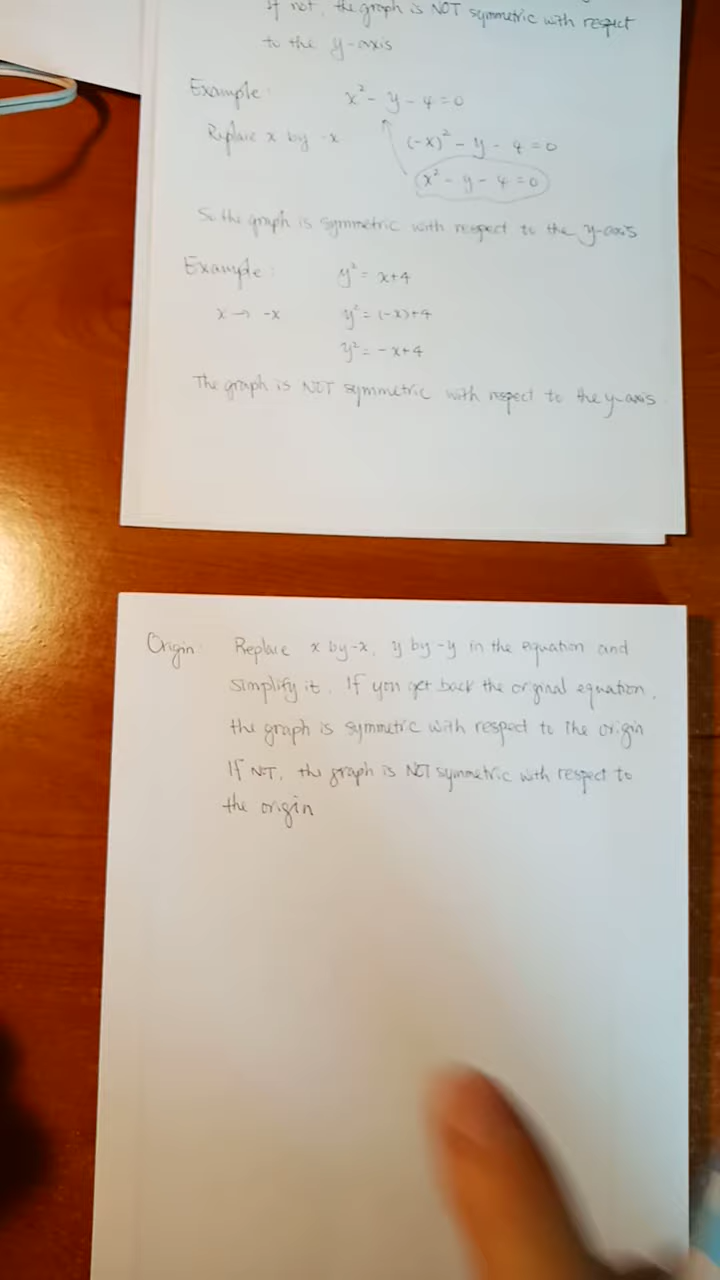 If not, the graph is NOT symmetric with respect
to the y-axis
Example: x² - y - 4 = 0
Replace x by -x (-x)² - y - 4 = 0
x² - y - 4 = 0
So the graph is symmetric with respect to the y-axis
Example: y² = x+4
x → -x y² = (-x)+4
y² = -x+4
The graph is NOT symmetric with respect to the y-axis.
Origin: Replace x by -x, y by -y in the equation and
simplify it. If you get back the orginal equation,
the graph is symmetric with respect to the origin
If NT, the graph is NOT symmetric with respect to
the origin